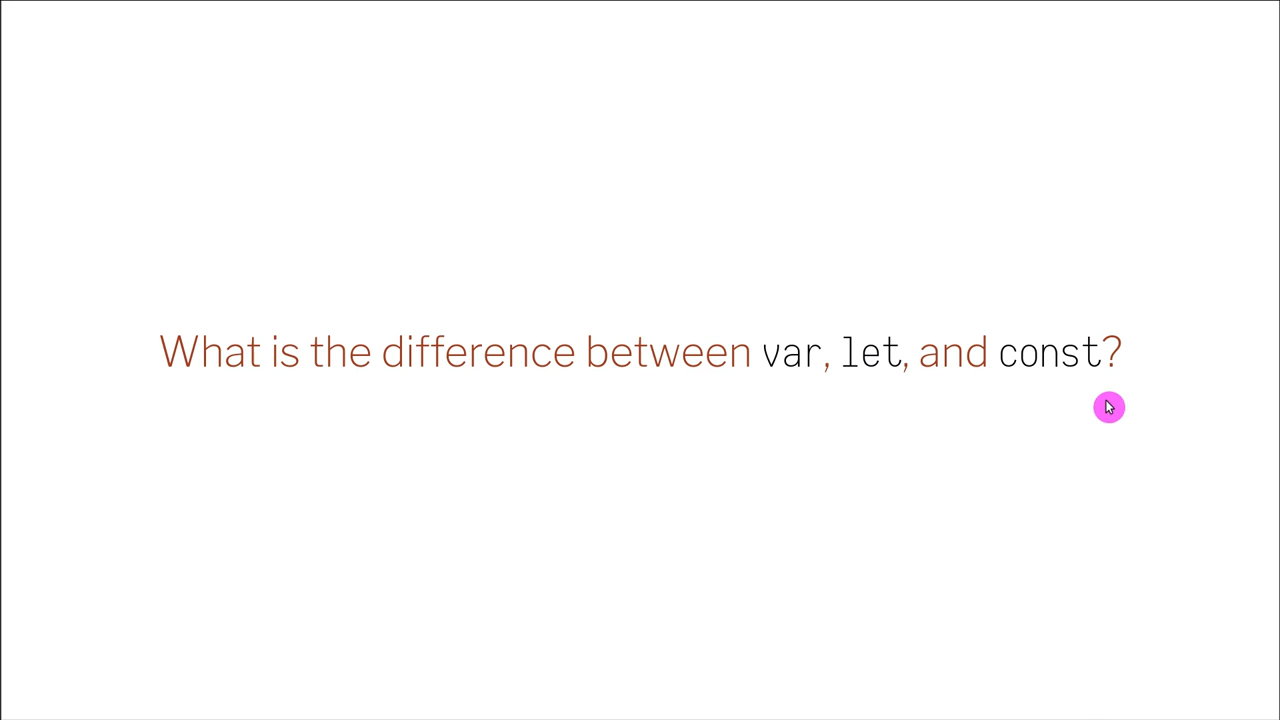 What is the difference between var, let, and const?